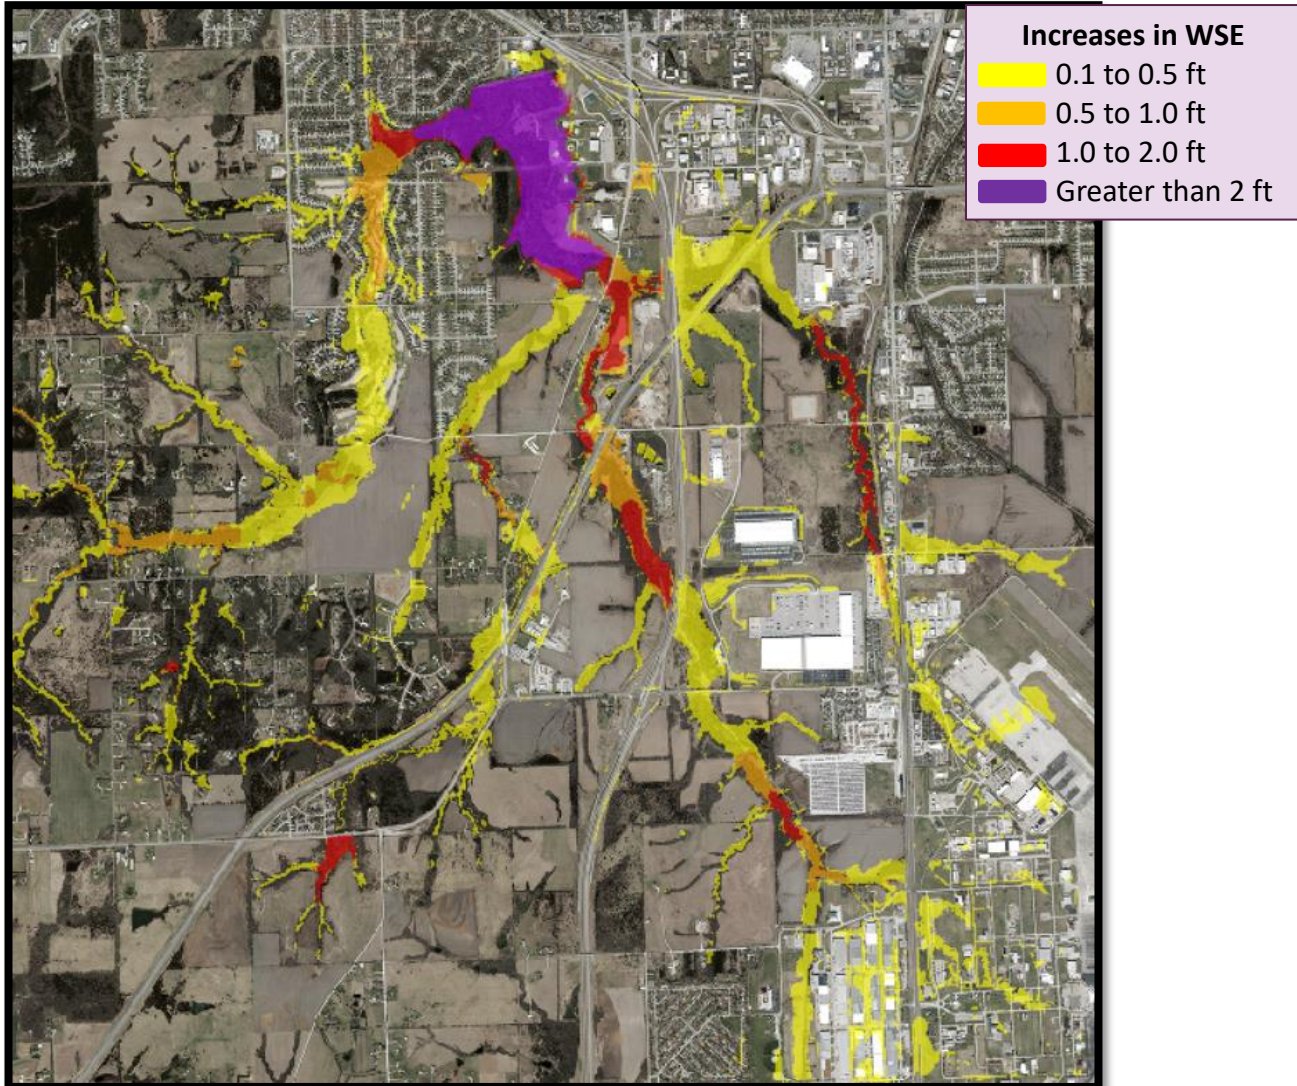 Increases in WSE
0.1 to 0.5 ft
0.5 to 1.0 ft
1.0 to 2.0 ft
Greater than 2 ft